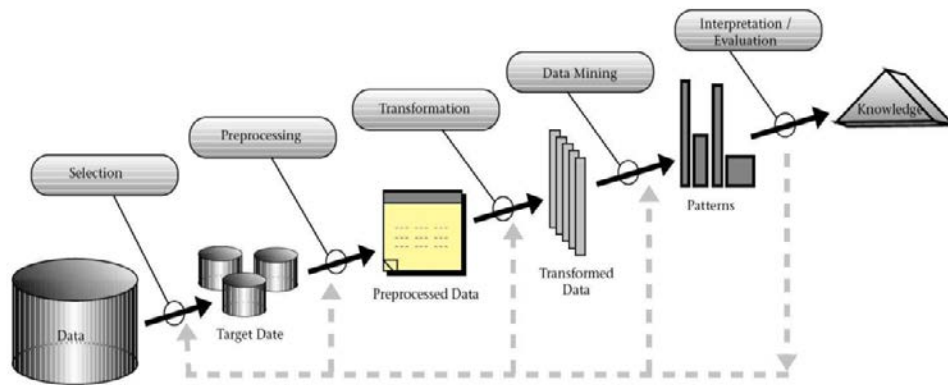 Interpretation /
Evaluation
Data Mining
Transformation
Preprocessing
Selection
Data
Target Date
Preprocessed Data
Transformed
Data
Patterns
Knowledge